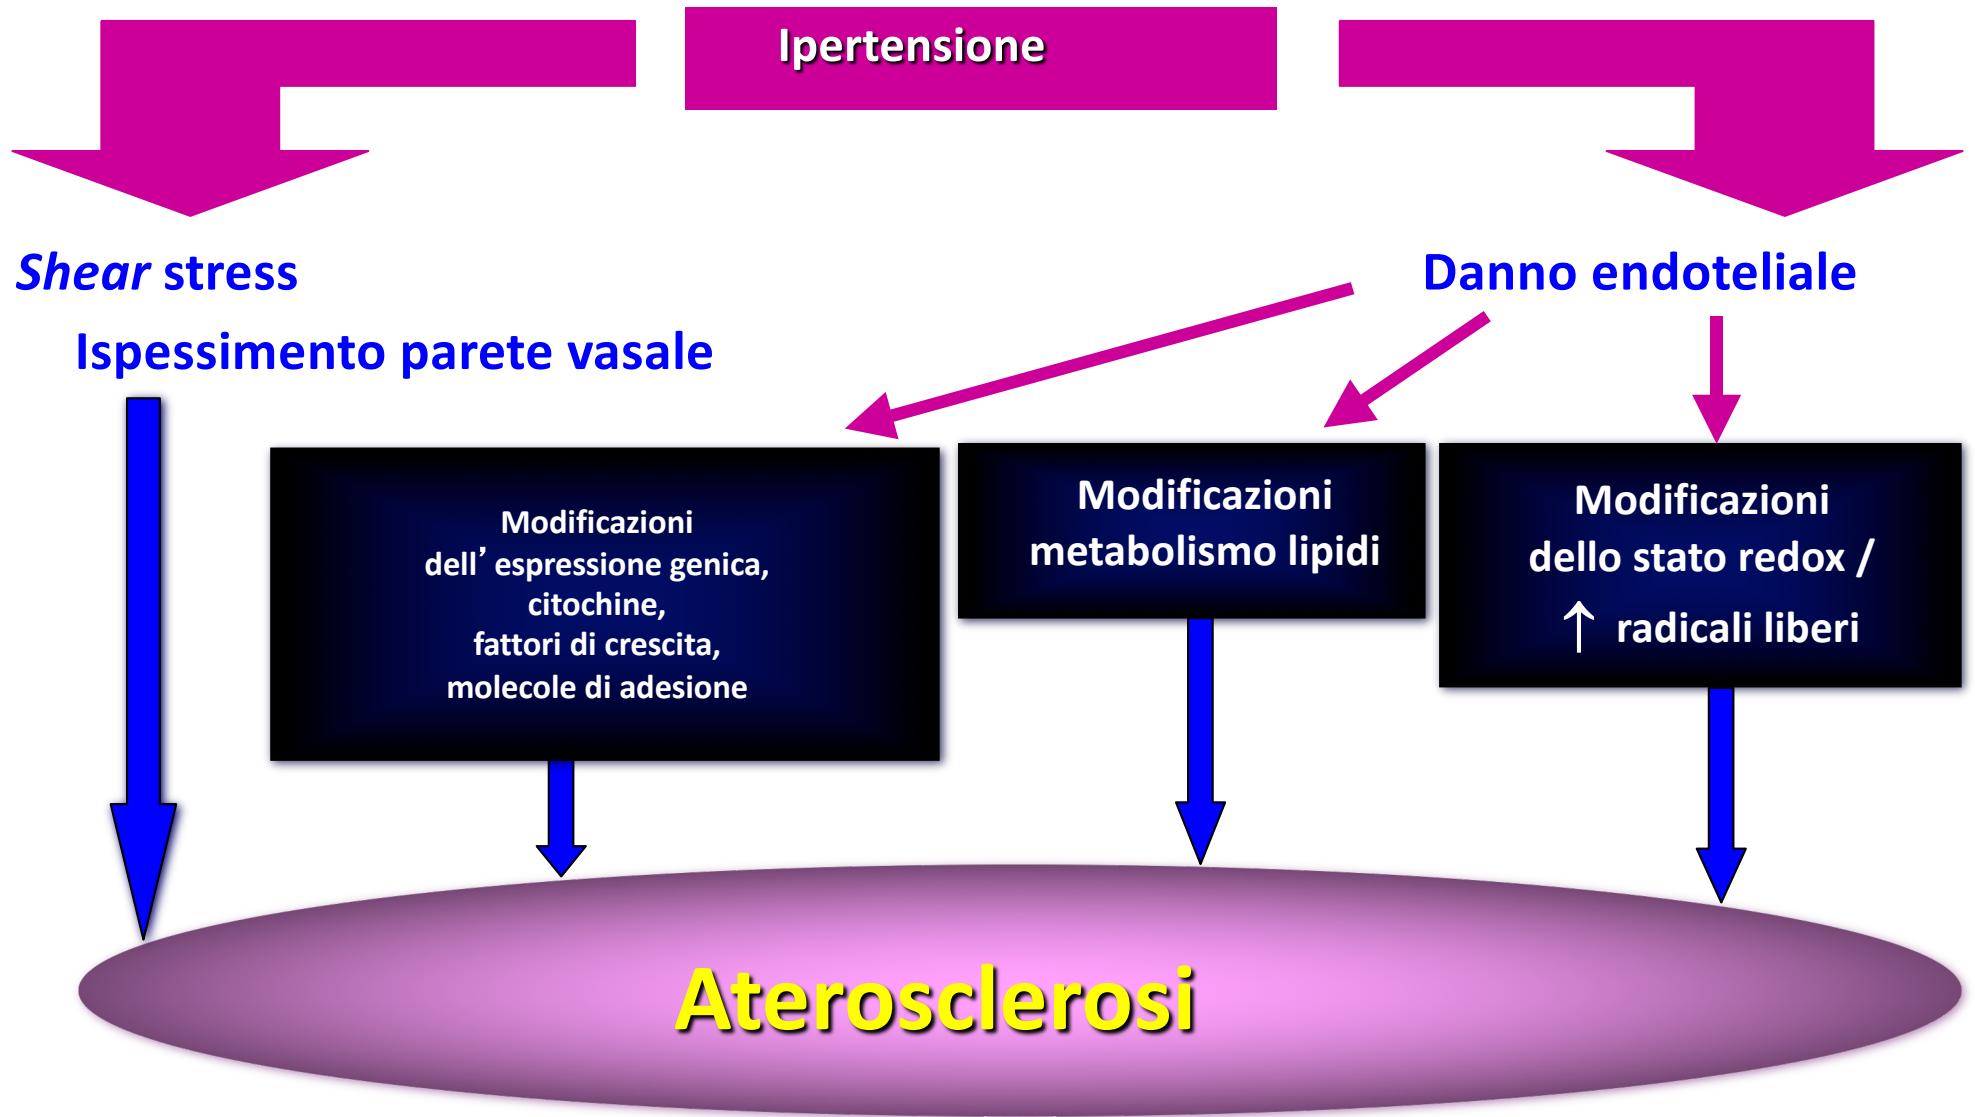 Ipertensione
Shear stress
Danno endoteliale
Ispessimento parete vasale
Modificazioni
dell’ espressione genica,
citochine,
fattori di crescita,
molecole di adesione
Modificazioni
metabolismo lipidi
Modificazioni
dello stato redox /
↑ radicali liberi
Aterosclerosi